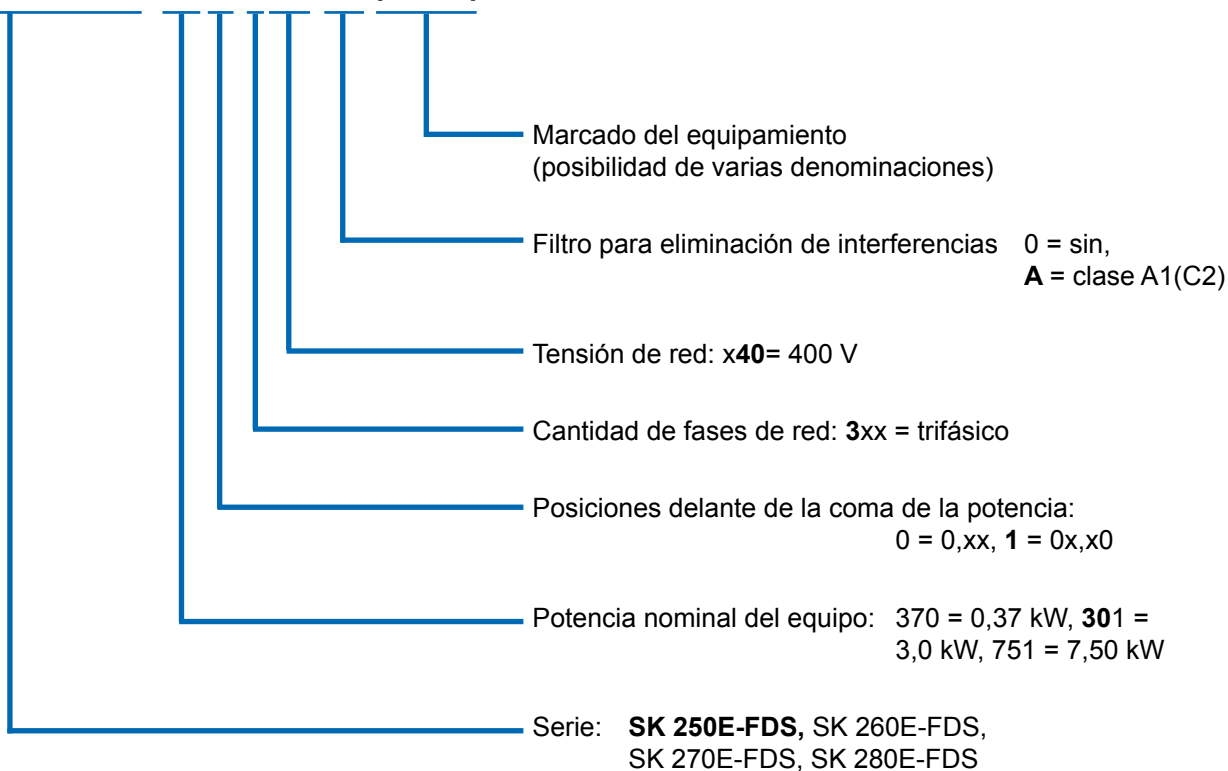 Marcado del equipamiento
(posibilidad de varias denominaciones)
Filtro para eliminación de interferencias 0 = sin,
A = clase A1(C2)
Tensión de red: x40= 400 V
Cantidad de fases de red: 3xx = trifásico
Posiciones delante de la coma de la potencia:
0 = 0,xx, 1 = 0x,x0
Potencia nominal del equipo: 370 = 0,37 kW, 301 =
3,0 kW, 751 = 7,50 kW
Serie: SK 250E-FDS, SK 260E-FDS,
SK 270E-FDS, SK 280E-FDS